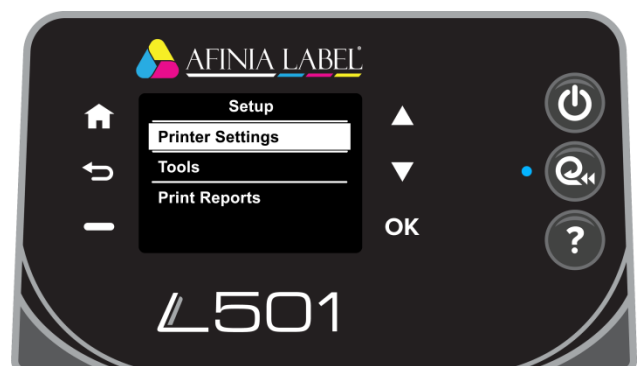 AFINIA LABEL
Setup
Printer Settings
Tools
Print Reports
OK
?
L501